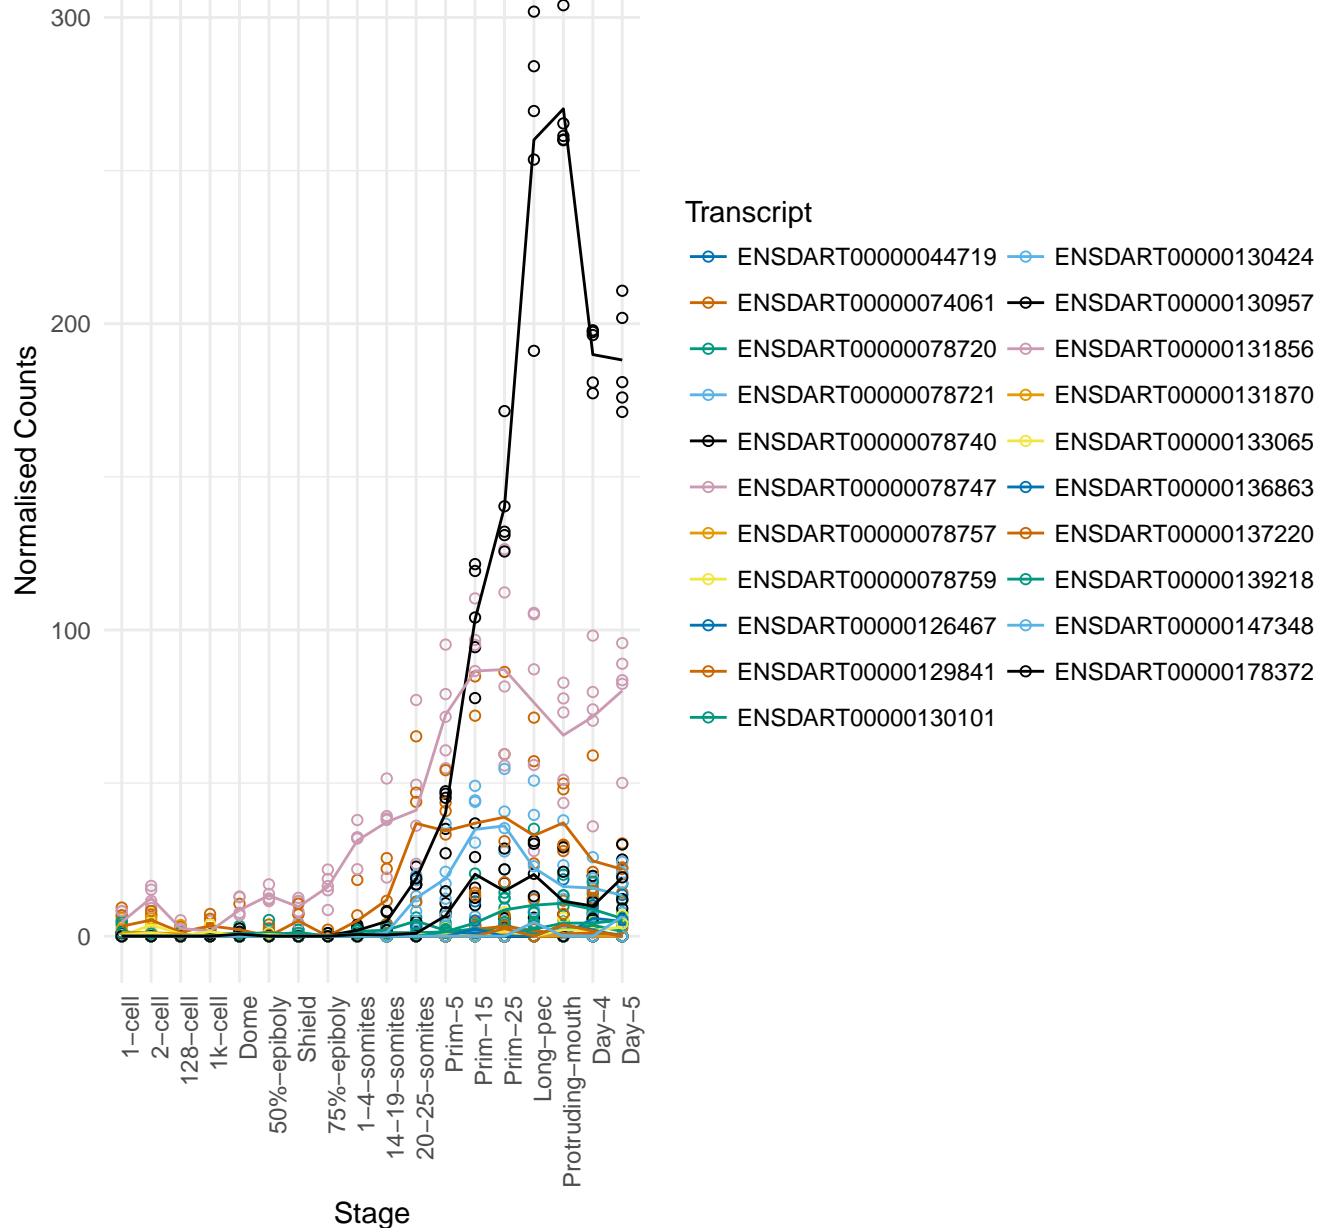 300
200
100
0
Normalised Counts
1−cell
2−cell
128−cell
1k−cell
Dome
50%−epiboly
Shield
75%−epiboly
1−4−somites
14−19−somites
20−25−somites
Prim−5
Prim−15
Prim−25
Long−pec
Protruding−mouth
Day−4
Day−5
Stage
Transcript
ENSDART00000044719
ENSDART00000074061
ENSDART00000078720
ENSDART00000078721
ENSDART00000078740
ENSDART00000078747
ENSDART00000078757
ENSDART00000078759
ENSDART00000126467
ENSDART00000129841
ENSDART00000130101
ENSDART00000130424
ENSDART00000130957
ENSDART00000131856
ENSDART00000131870
ENSDART00000133065
ENSDART00000136863
ENSDART00000137220
ENSDART00000139218
ENSDART00000147348
ENSDART00000178372